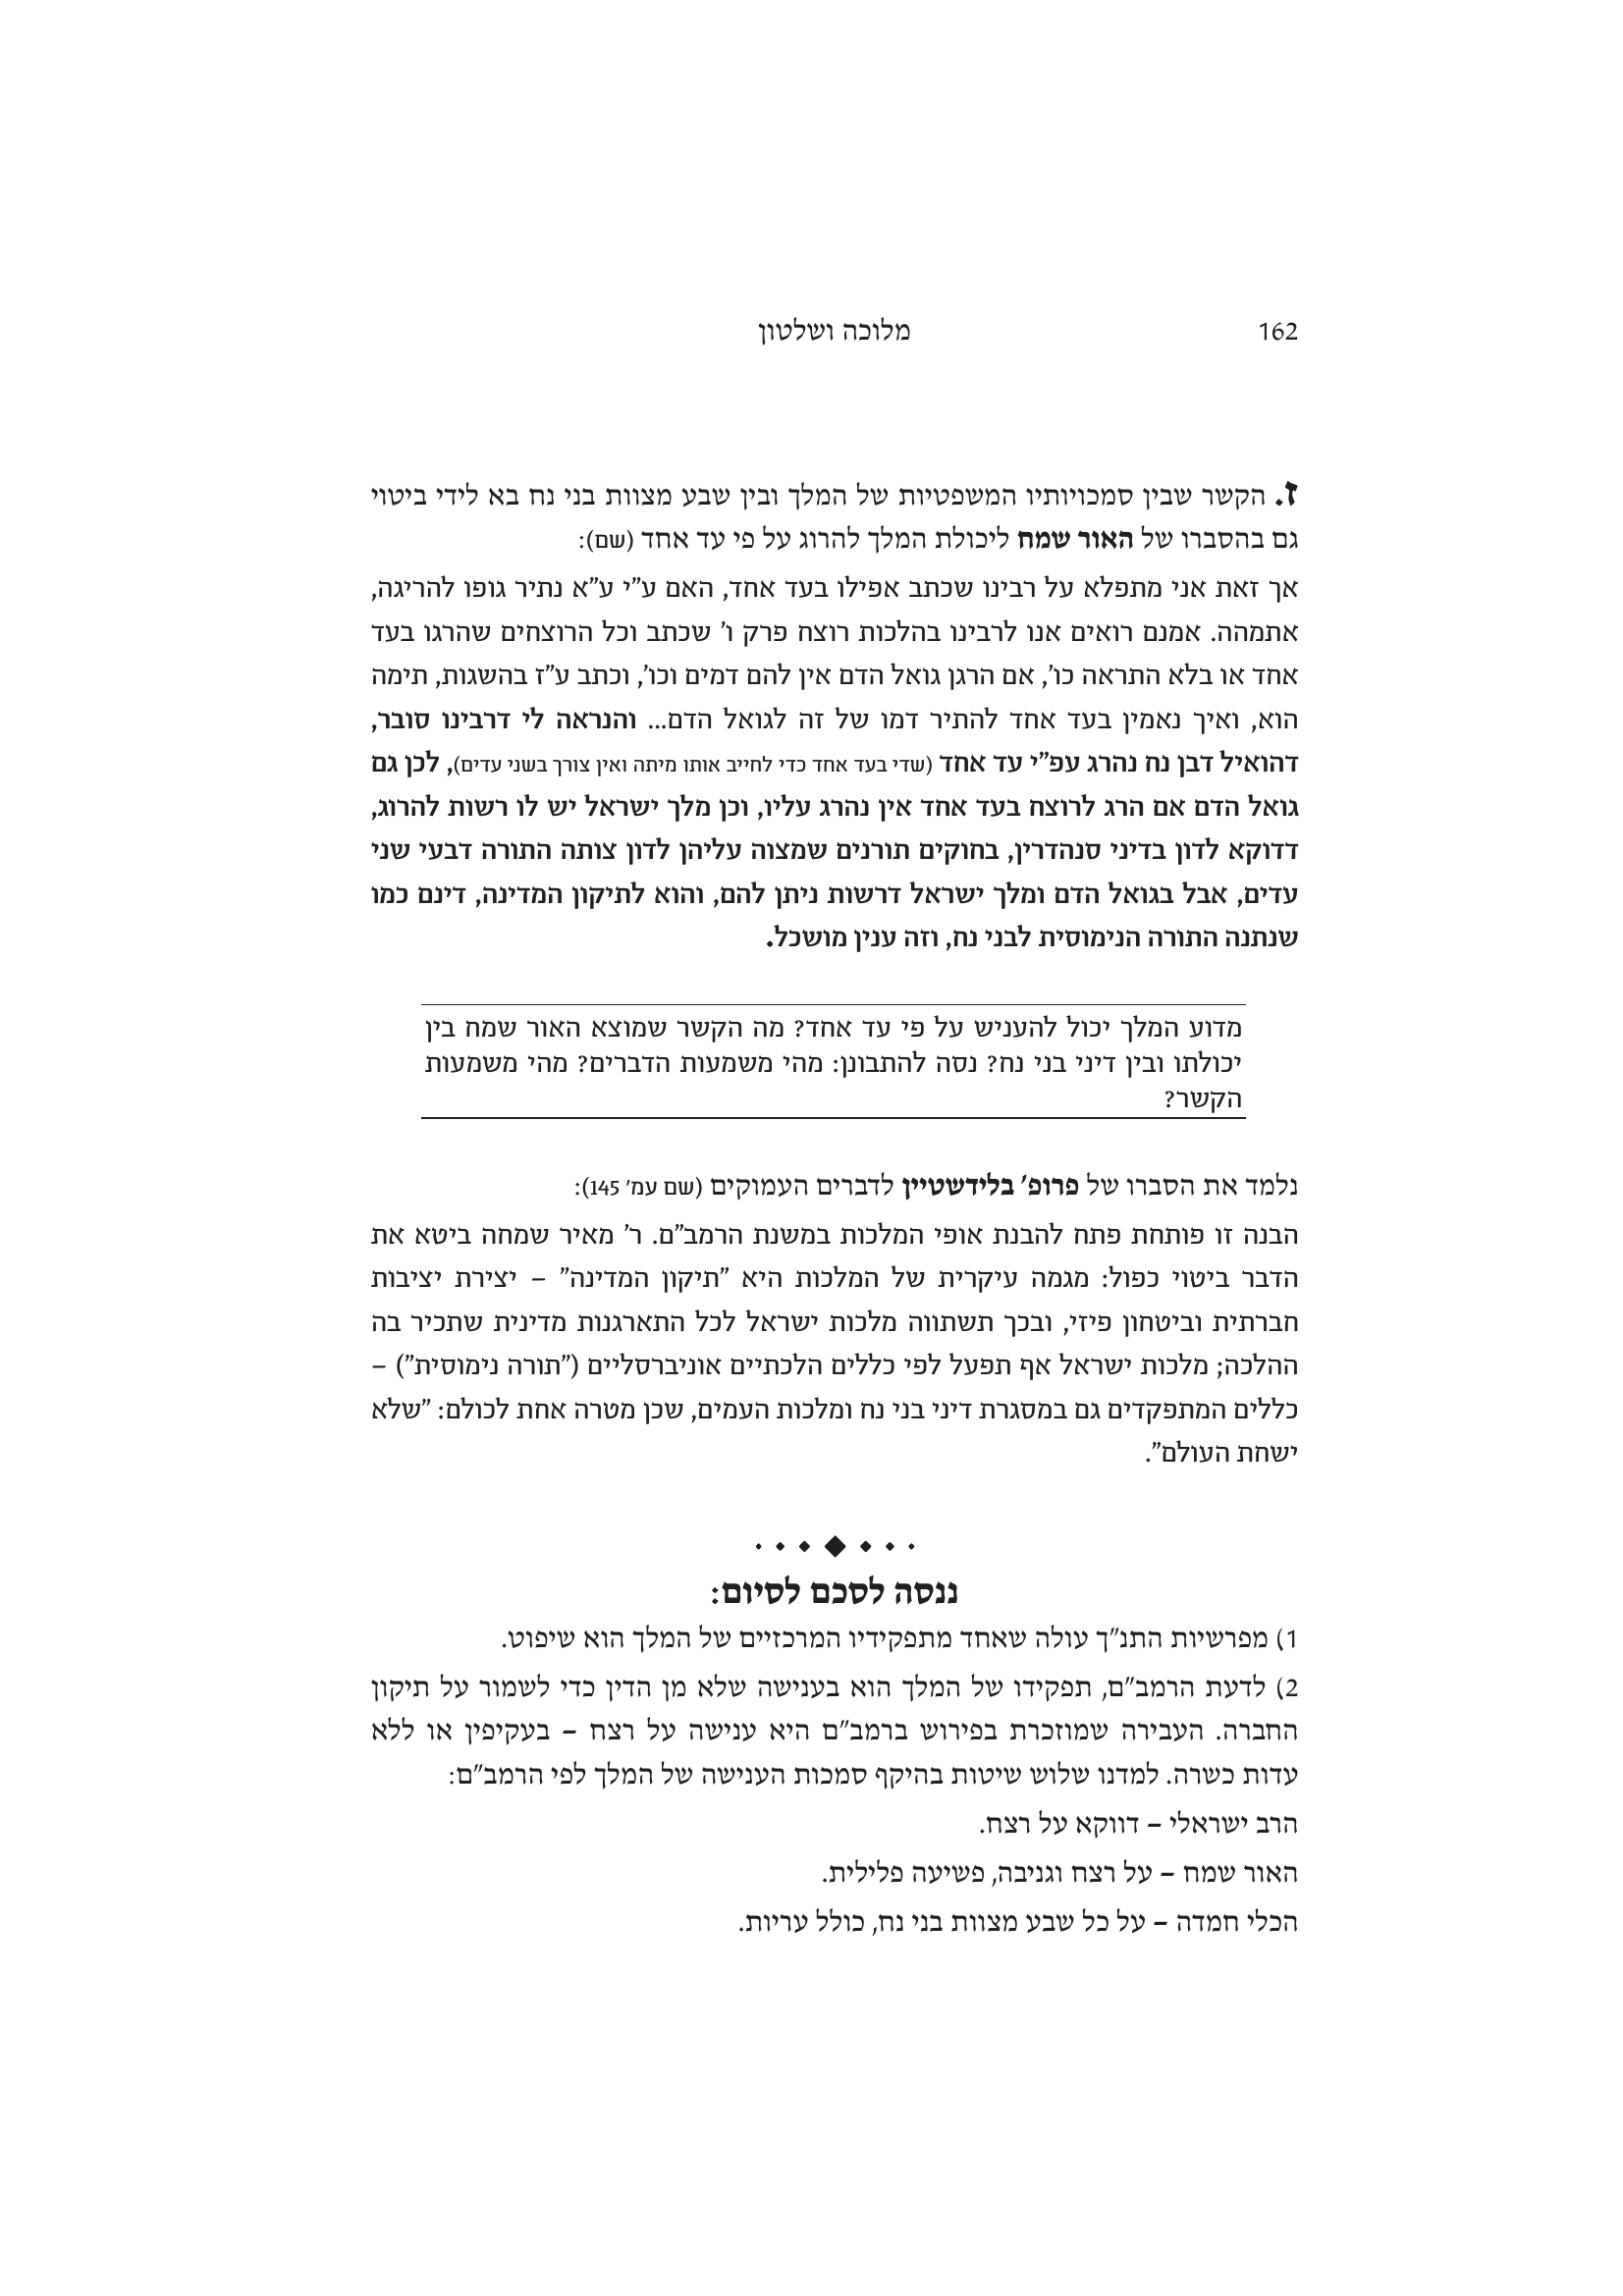 162
מלוכה ושלטון
ז. הקשר שבין סמכויותיו המשפטיות של המלך ובין שבע מצוות בני נח בא לידי ביטוי
גם בהסברו של האור שמח ליכולת המלך להרוג על פי עד אחד (שם):
אך זאת אני מתפלא על רבינו שכתב אפילו בעד אחד, האם ע"י ע"א נתיר גופו להריגה,
אתמהה. אמנם רואים אנו לרבינו בהלכות רוצח פרק ו' שכתב וכל הרוצחים שהרגו בעד
אחד או בלא התראה כו', אם הרגן גואל הדם אין להם דמים וכו', וכתב ע"ז בהשגות, תימה
הוא, ואיך נאמין בעד אחד להתיר דמו של זה לגואל הדם... והנראה לי דרבינו סובר,
דהואיל דבן נח נהרג עפ"י עד אחד (שדי בעד אחד כדי לחייב אותו מיתה ואין צורך בשני עדים), לכן גם
גואל הדם אם הרג לרוצח בעד אחד אין נהרג עליו, וכן מלך ישראל יש לו רשות להרוג,
דדוקא לדון בדיני סנהדרין, בחוקים תורנים שמצוה עליהן לדון צותה התורה דבעי שני
עדים, אבל בגואל הדם ומלך ישראל דרשות ניתן להם, והוא לתיקון המדינה, דינם כמו
שנתנה התורה הנימוסית לבני נח, וזה ענין מושכל.
מדוע המלך יכול להעניש על פי עד אחד? מה הקשר שמוצא האור שמח בין
יכולתו ובין דיני בני נח? נסה להתבונן: מהי משמעות הדברים? מהי משמעות
הקשר?
נלמד את הסברו של פרופ' בלידשטיין לדברים העמוקים (שם עמ' 145):
הבנה זו פותחת פתח להבנת אופי המלכות במשנת הרמב"ם. ר' מאיר שמחה ביטא את
הדבר ביטוי כפול: מגמה עיקרית של המלכות היא "תיקון המדינה" – יצירת יציבות
חברתית וביטחון פיזי, ובכך תשתווה מלכות ישראל לכל התארגנות מדינית שתכיר בה
ההלכה; מלכות ישראל אף תפעל לפי כללים הלכתיים אוניברסליים ("תורה נימוסית") –
כללים המתפקדים גם במסגרת דיני בני נח ומלכות העמים, שכן מטרה אחת לכולם: "שלא
ישחת העולם".
ננסה לסכם לסיום:
1) מפרשיות התנ"ך עולה שאחד מתפקידיו המרכזיים של המלך הוא שיפוט.
2) לדעת הרמב"ם, תפקידו של המלך הוא בענישה שלא מן הדין כדי לשמור על תיקון
החברה. העבירה שמוזכרת בפירוש ברמב"ם היא ענישה על רצח – בעקיפין או ללא
עדות כשרה. למדנו שלוש שיטות בהיקף סמכות הענישה של המלך לפי הרמב"ם:
הרב ישראלי – דווקא על רצח.
האור שמח – על רצח וגניבה, פשיעה פלילית.
הכלי חמדה – על כל שבע מצוות בני נח, כולל עריות.